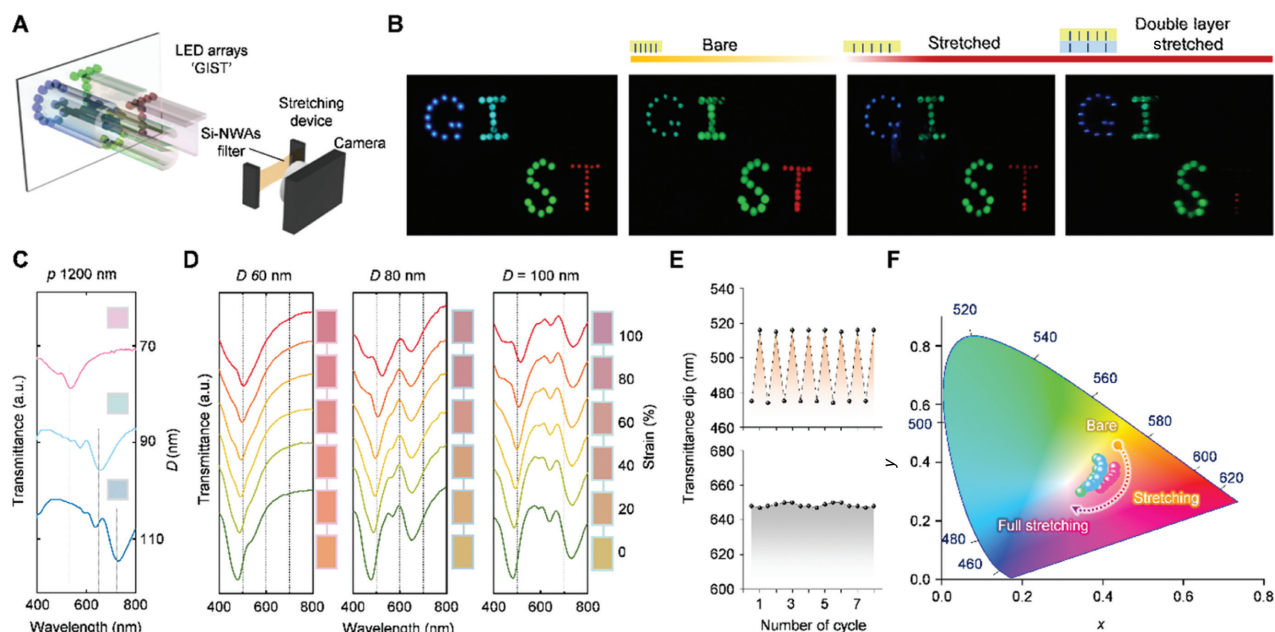 A
LED arrays
'GIST'
Si-NWAs
filter
Stretching
device
Camera
B
Bare
Stretched
Double layer
stretched
G I
S T
G I
S T
G I
S T
G I
S T
C
p 1200 nm
Transmittance (a.u.)
70
90
110
D (nm)
400 600 800
Wavelength (nm)
D
D 60 nm
D 80 nm
D = 100 nm
Transmittance (a.u.)
100
80
60
40
20
0
Strain (%)
400 600 800
400 600 800
400 600 800
Wavelength (nm)
E
Transmittance dip (nm)
540
520
500
480
460
680
660
640
620
600
1 3 5 7
Number of cycle
F
y
0.8
0.6
0.4
0.2
0.0
0.0 0.2 0.4 0.6 0.8
x
520
540
560
580
600
620
500
480
460
Bare
Stretching
Full stretching